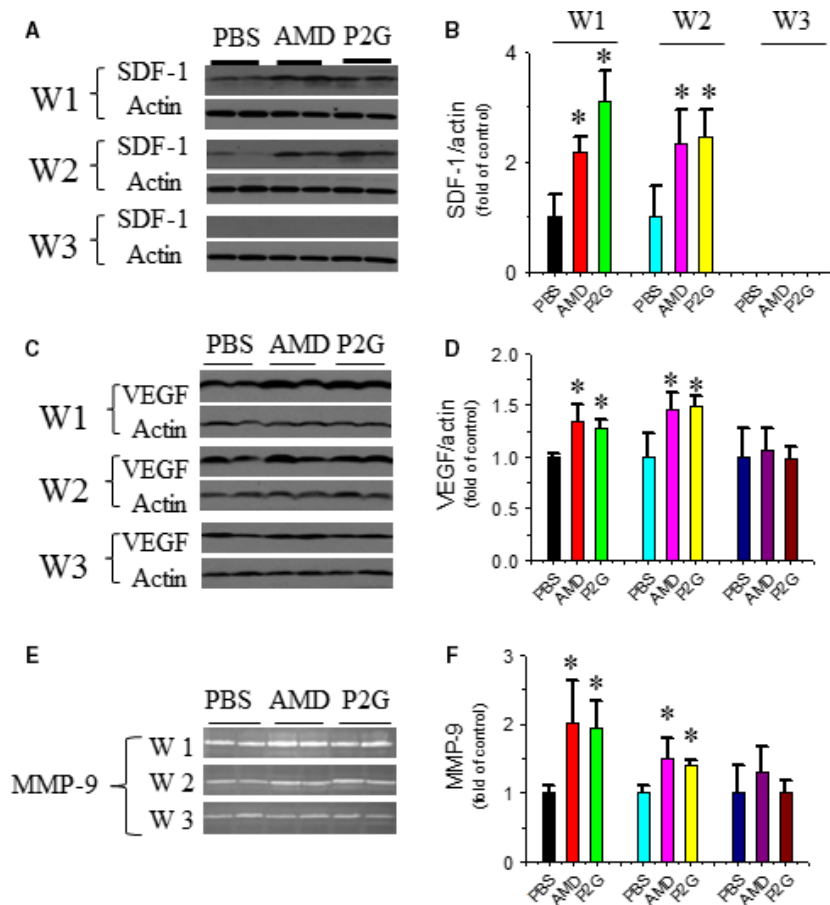 A
PBS AMD P2G
W1
SDF-1
Actin
W2
SDF-1
Actin
W3
SDF-1
Actin
B
W1 W2 W3
SDF-1/actin
(fold of control)
4
2
0
PBS AMD P2G PBS AMD P2G PBS AMD P2G
* * * *
C
PBS AMD P2G
W1
VEGF
Actin
W2
VEGF
Actin
W3
VEGF
Actin
D
VEGF/actin
(fold of control)
2.0
1.5
1.0
0.5
0.0
* * * *
PBS AMD P2G PBS AMD P2G PBS AMD P2G
E
PBS AMD P2G
MMP-9
W 1
W 2
W 3
F
MMP-9
(fold of control)
3
2
1
0
* * * *
PBS AMD P2G PBS AMD P2G PBS AMD P2G